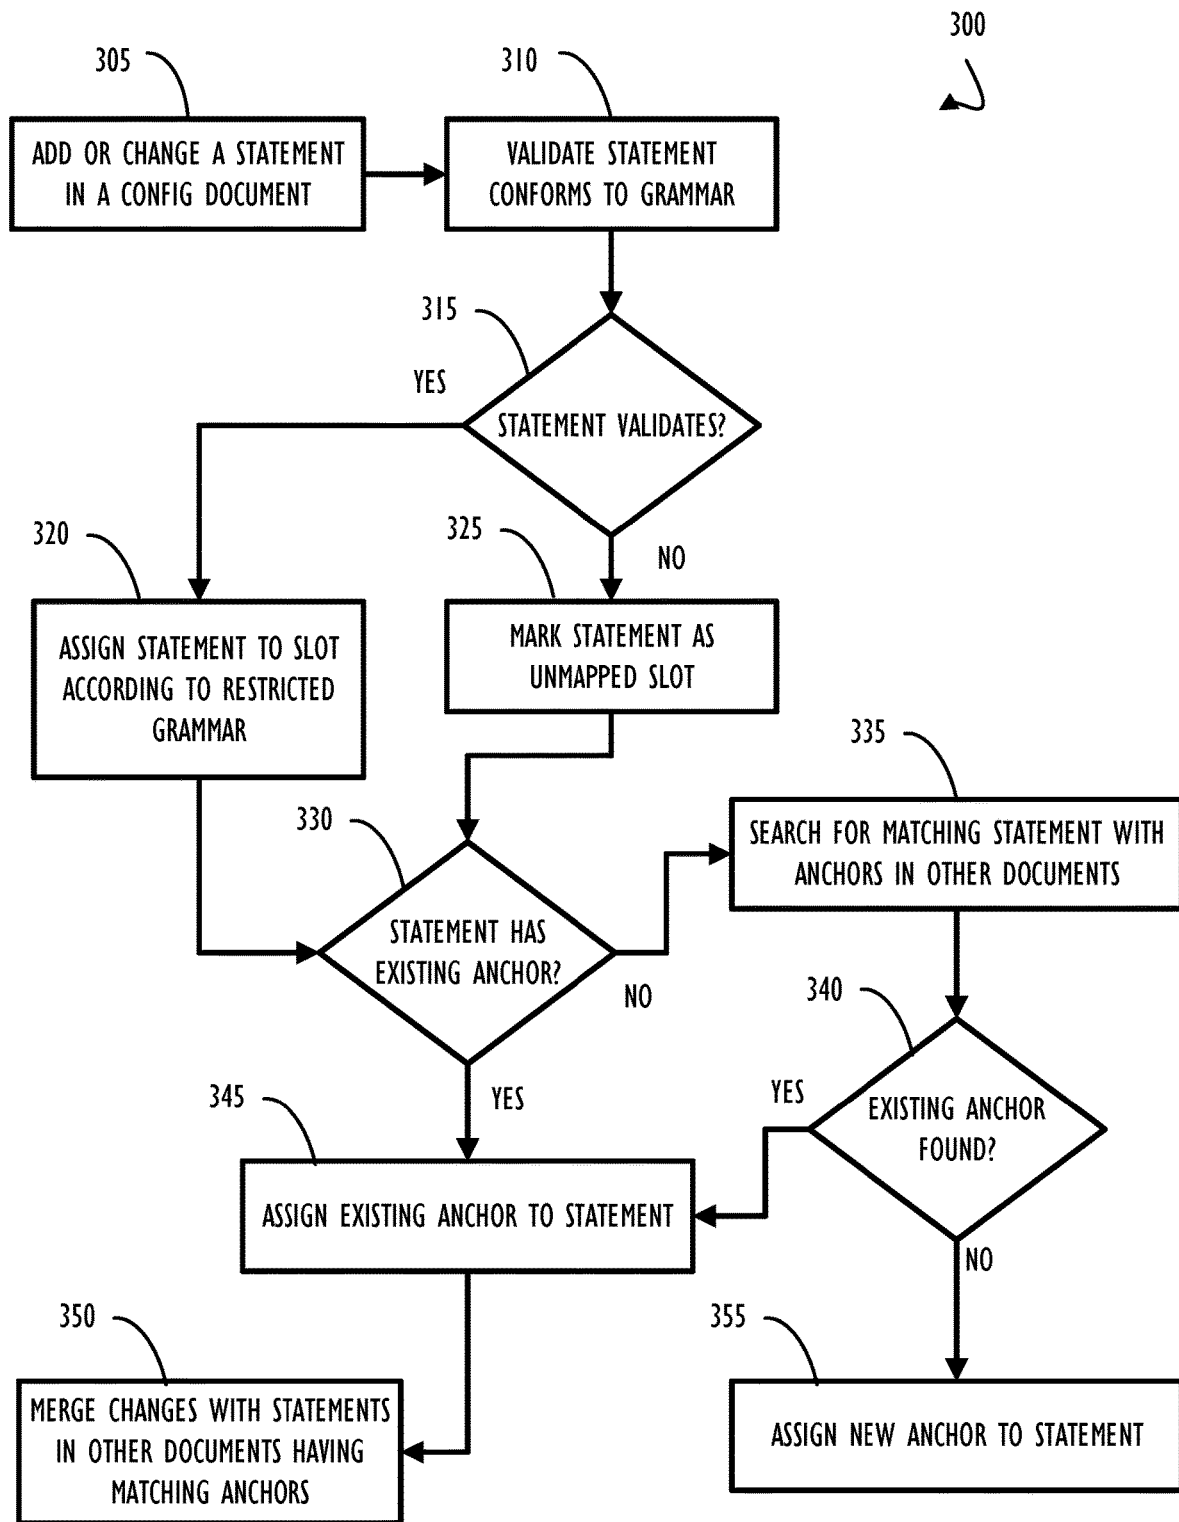 300
305
310
ADD OR CHANGE A STATEMENT
IN A CONFIG DOCUMENT
VALIDATE STATEMENT
CONFORMS TO GRAMMAR
315
YES
STATEMENT VALIDATES?
320
325
NO
ASSIGN STATEMENT TO SLOT
ACCORDING TO RESTRICTED
GRAMMAR
MARK STATEMENT AS
UNMAPPED SLOT
335
330
SEARCH FOR MATCHING STATEMENT WITH
ANCHORS IN OTHER DOCUMENTS
STATEMENT HAS
EXISTING ANCHOR?
NO
340
345
YES
YES
EXISTING ANCHOR
FOUND?
ASSIGN EXISTING ANCHOR TO STATEMENT
NO
350
355
MERGE CHANGES WITH STATEMENTS
IN OTHER DOCUMENTS HAVING
MATCHING ANCHORS
ASSIGN NEW ANCHOR TO STATEMENT